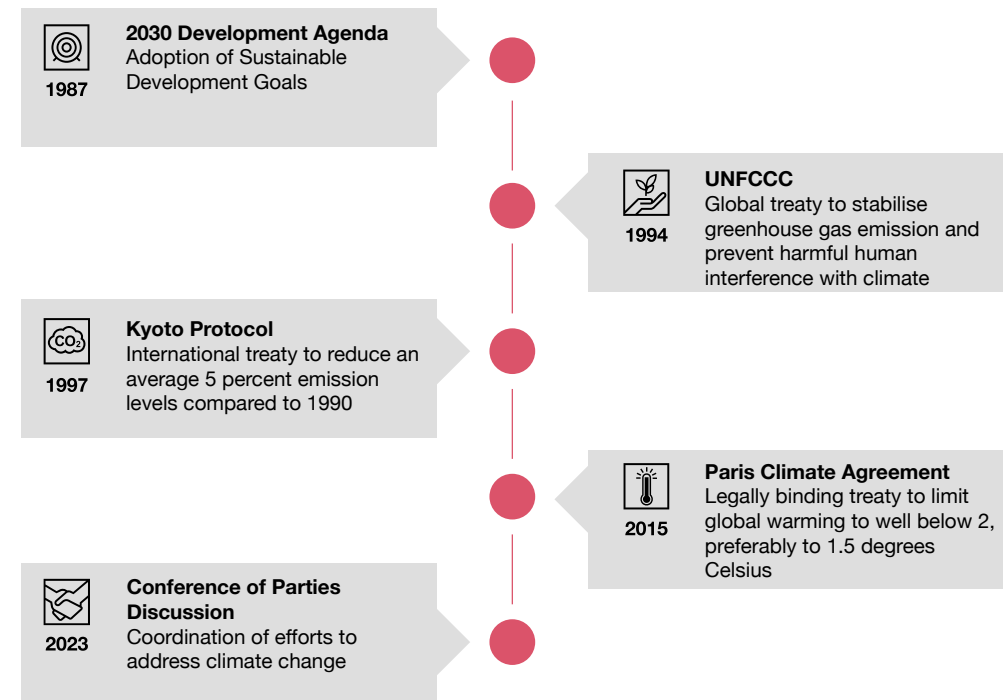 2030 Development Agenda
Adoption of Sustainable
Development Goals
1987
UNFCCC
Global treaty to stabilise
greenhouse gas emission and
prevent harmful human
interference with climate
1994
Kyoto Protocol
International treaty to reduce an
average 5 percent emission
levels compared to 1990
CO₂
1997
Paris Climate Agreement
Legally binding treaty to limit
global warming to well below 2,
preferably to 1.5 degrees
Celsius
2015
Conference of Parties
Discussion
Coordination of efforts to
address climate change
2023